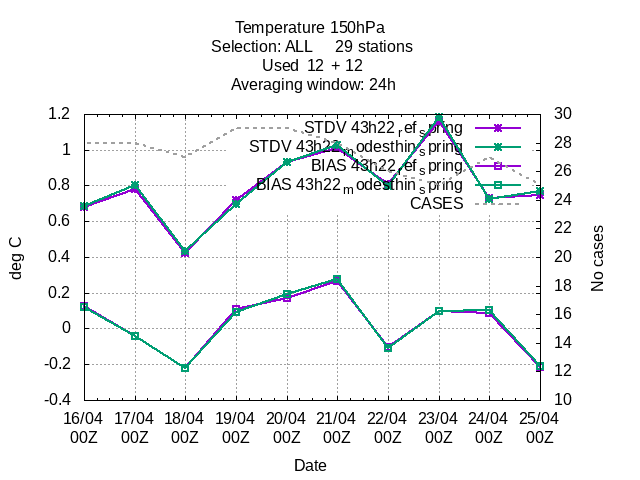 Temperature 150hPa
Selection: ALL     29 stations
Used  12  + 12
Averaging window: 24h
1.2
1
0.8
0.6
0.4
0.2
0
-0.2
-0.4
deg C
30
28
26
24
22
20
18
16
14
12
10
No cases
STDV 43h22_ref_spring
STDV 43h22_modesthin_spring
BIAS 43h22_ref_spring
BIAS 43h22_modesthin_spring
CASES
16/04 17/04 18/04 19/04 20/04 21/04 22/04 23/04 24/04 25/04
00Z 00Z 00Z 00Z 00Z 00Z 00Z 00Z 00Z 00Z
Date